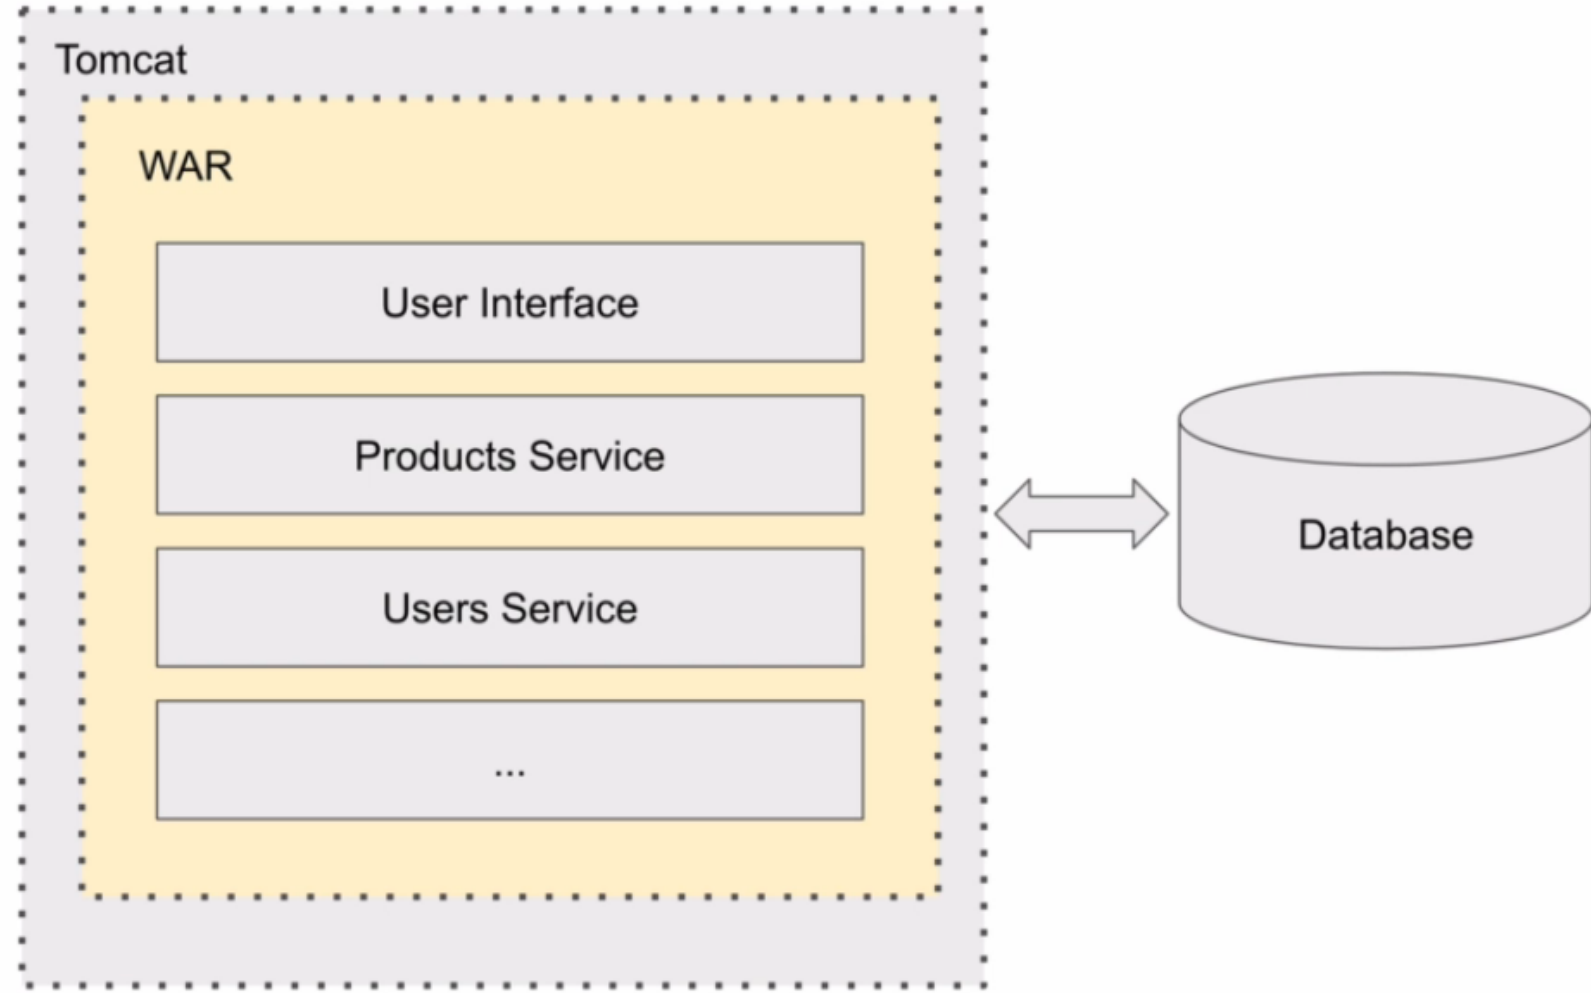 Tomcat
WAR
User Interface
Products Service
Users Service
...
Database